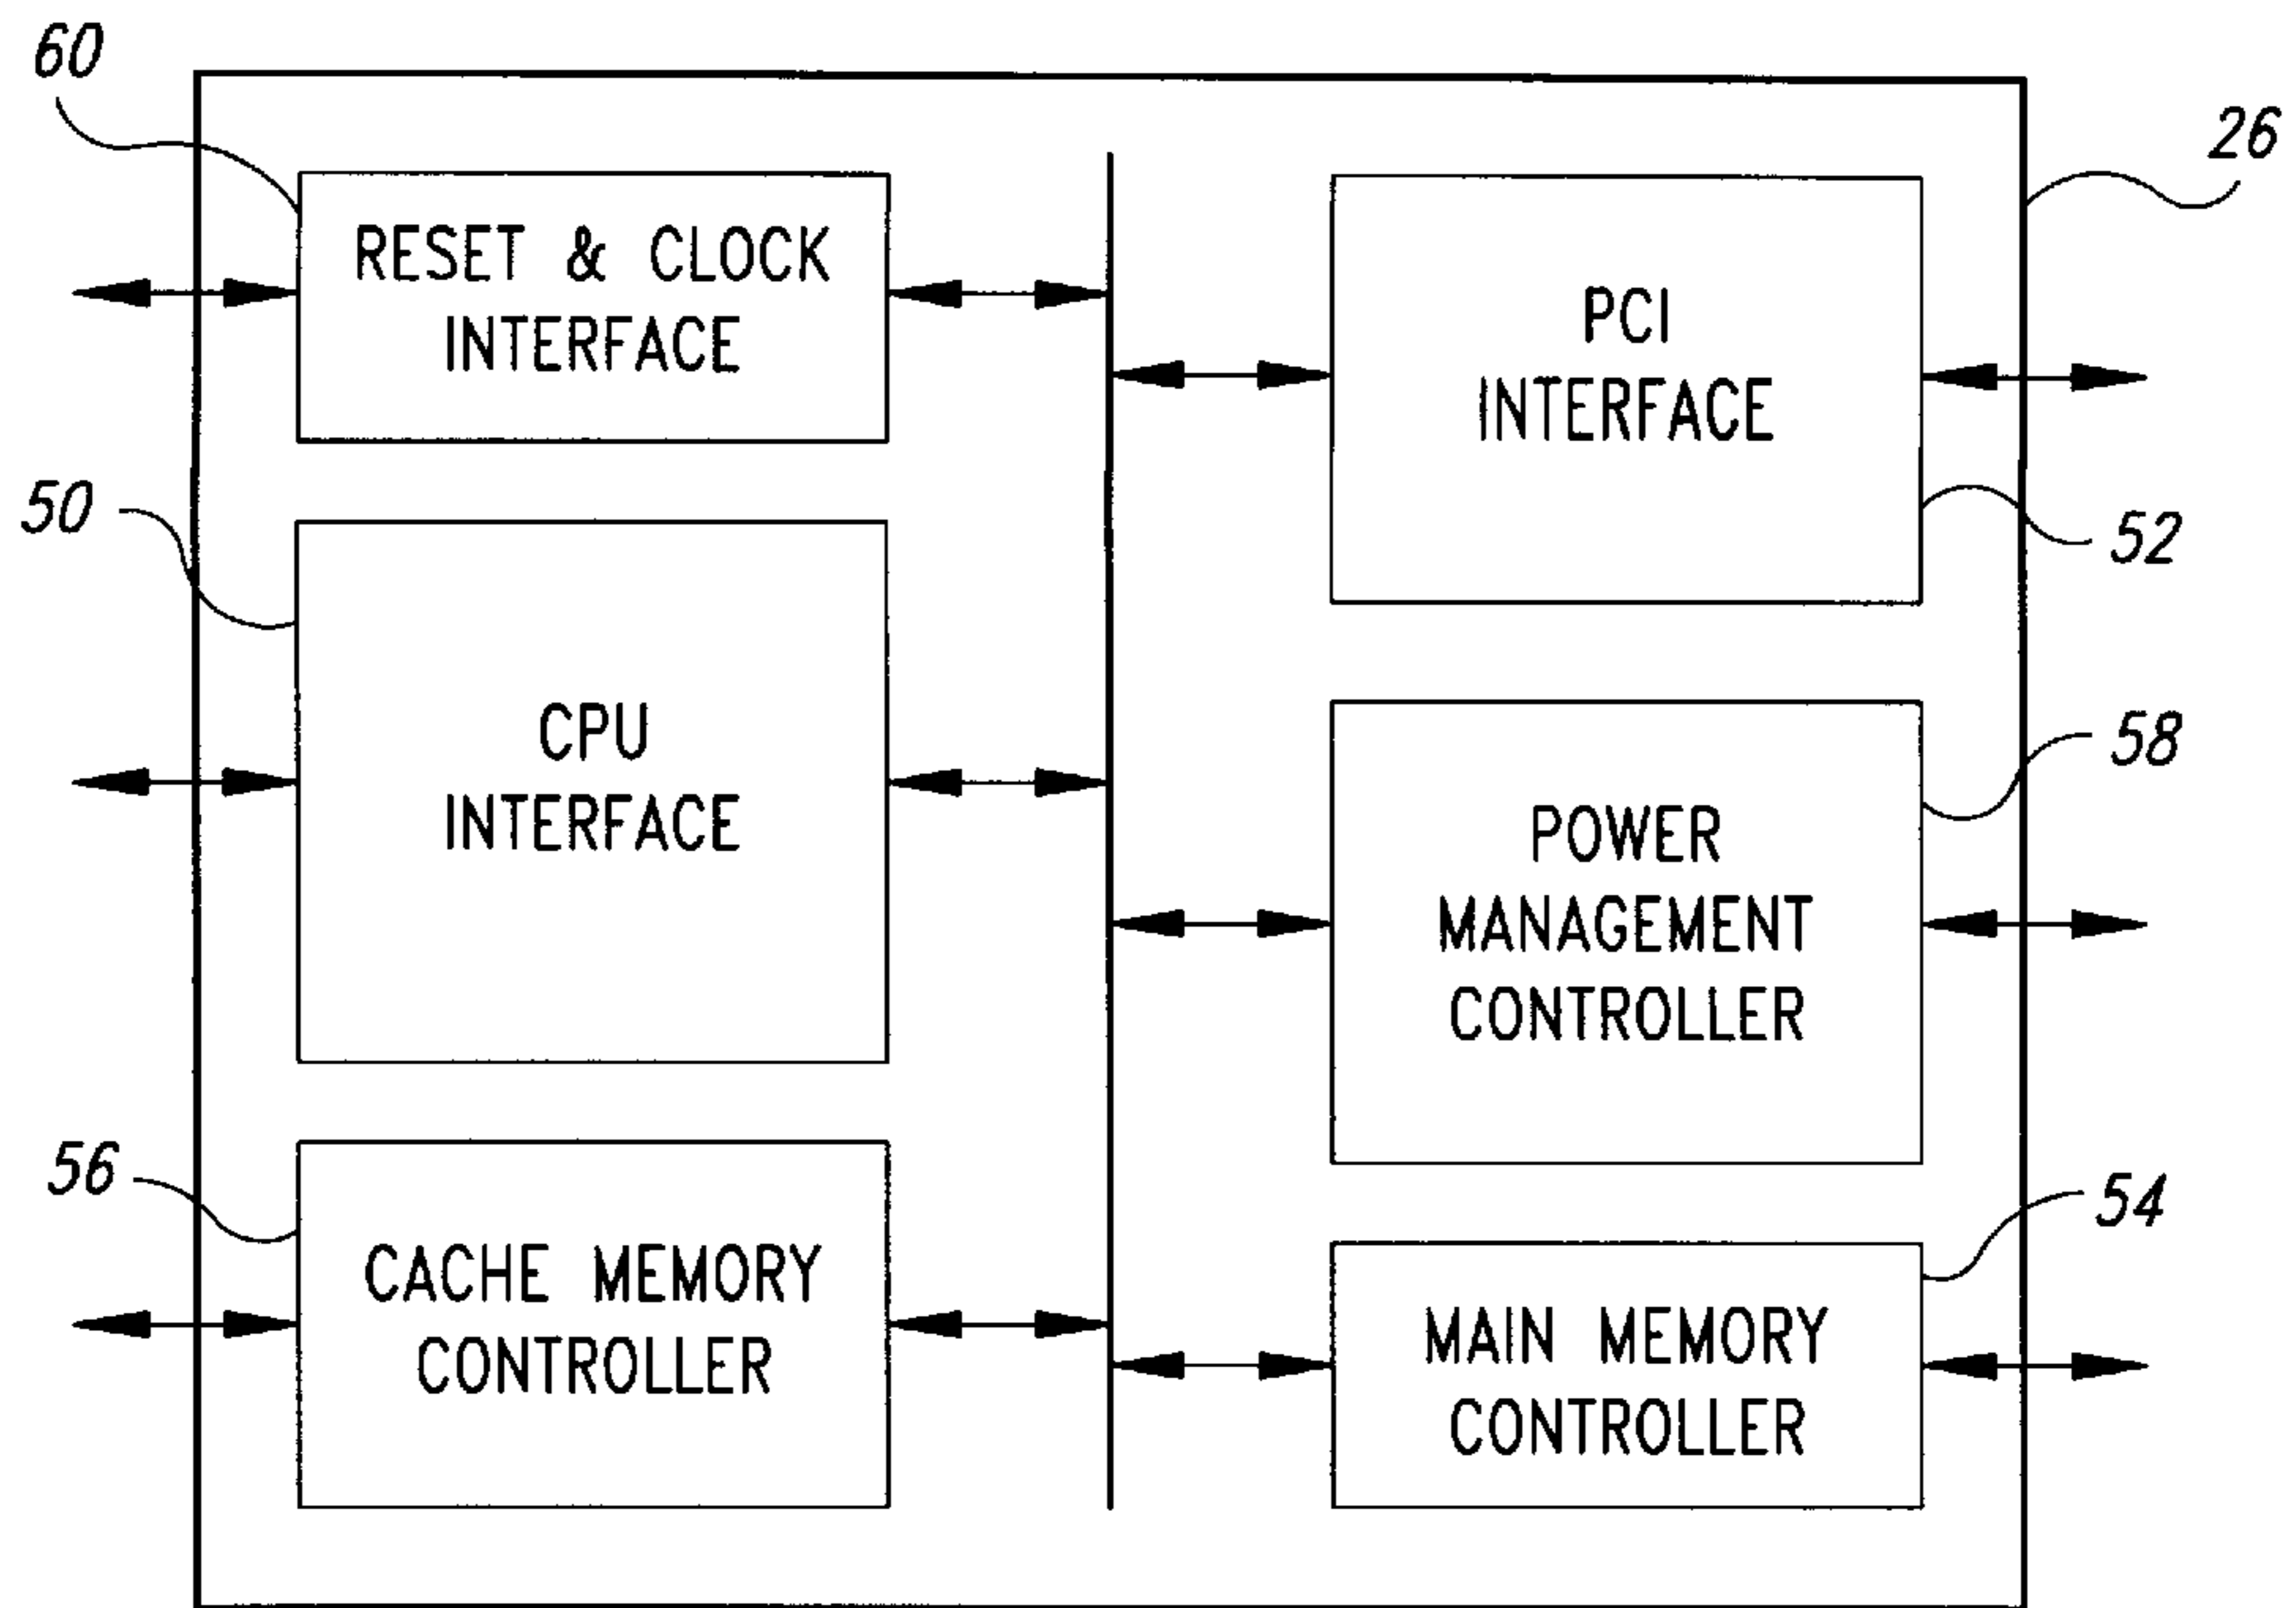 60
26
RESET & CLOCK
INTERFACE
PCI
INTERFACE
50
52
CPU
INTERFACE
58
POWER
MANAGEMENT
CONTROLLER
56
54
CACHE MEMORY
CONTROLLER
MAIN MEMORY
CONTROLLER